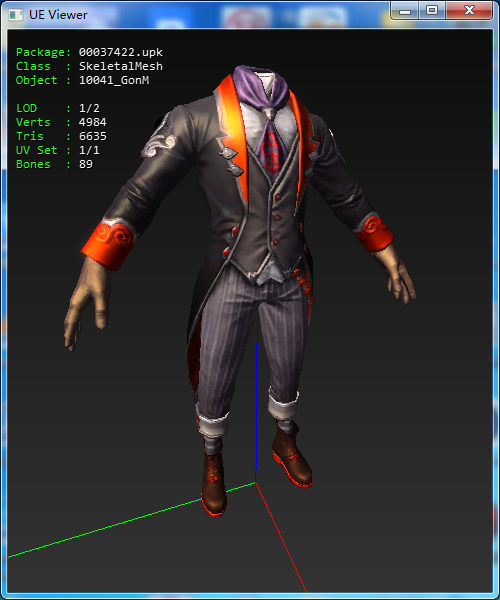 UE Viewer
Package: 00037422.upk
Class : SkeletalMesh
Object : 10041_GonM
LOD : 1/2
Verts : 4984
Tris : 6635
UV Set : 1/1
Bones : 89